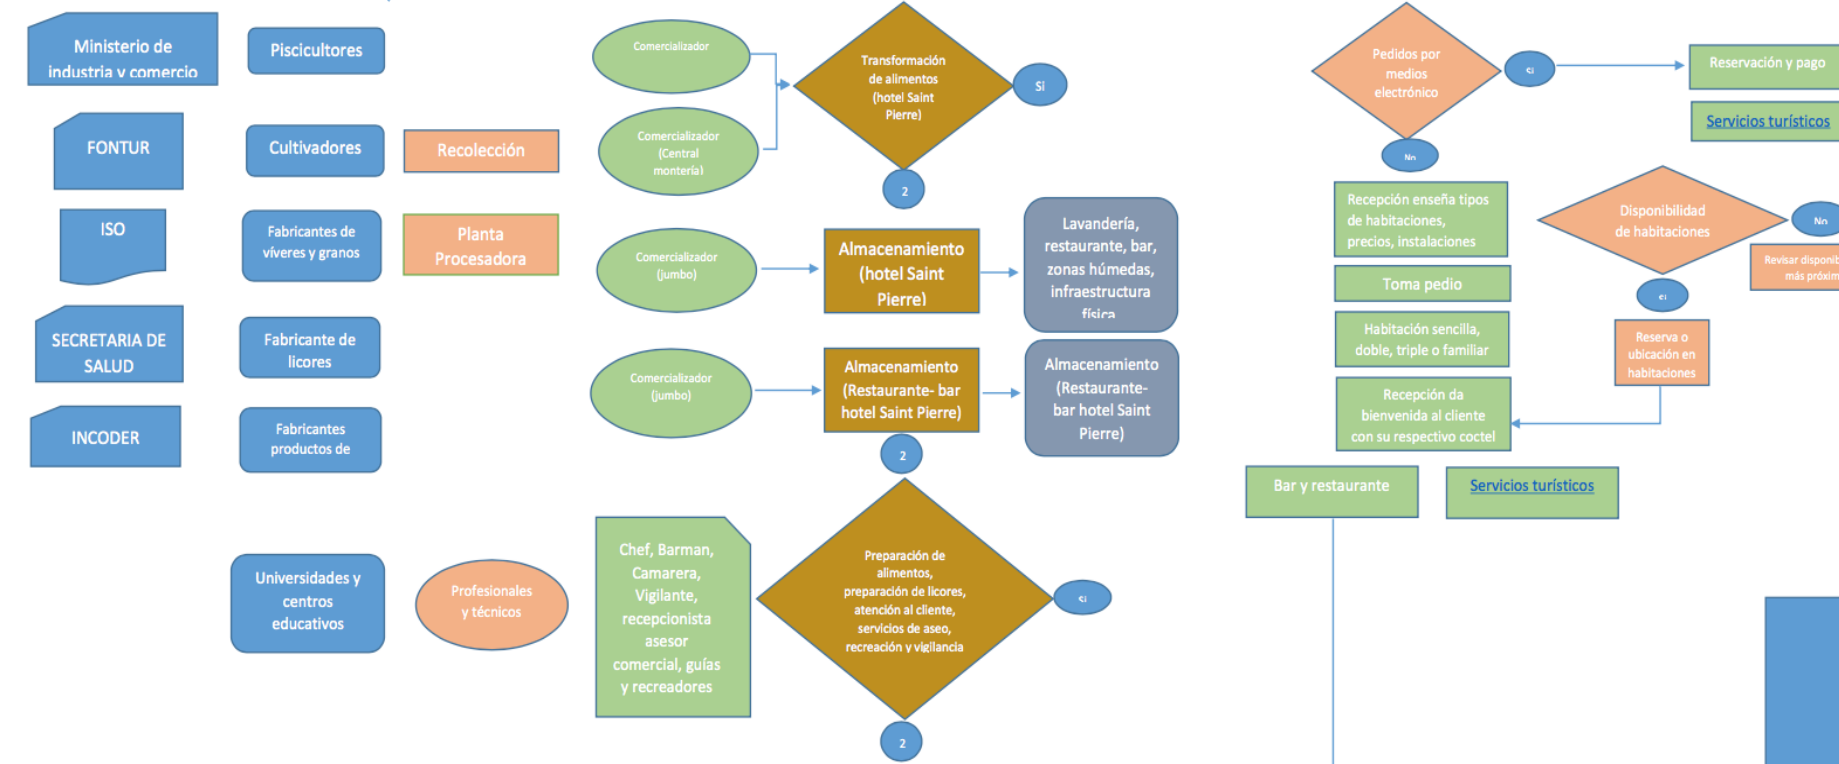 Ministerio de
industria y comercio
FONTUR
ISO
SECRETARIA DE
SALUD
INCODER
Piscicultores
Cultivadores
Fabricantes de
víveres y granos
Fabricante de
licores
Fabricantes
productos de
Universidades y
centros
educativos
Recolección
Planta
Procesadora
Profesionales
y técnicos
Comercializador
Comercializador
(Central
montería)
Comercializador
(jumbo)
Comercializador
(jumbo)
Chef, Barman,
Camarera,
Vigilante,
recepcionista
asesor
comercial, guías
y recreadores
Transformación
de alimentos
(hotel Saint
Pierre)
Si
2
Almacenamiento
(hotel Saint
Pierre)
Almacenamiento
(Restaurante- bar
hotel Saint Pierre)
2
Preparación de
alimentos,
preparación de licores,
atención al cliente,
servicios de aseo,
recreación y vigilancia
si
2
Lavandería,
restaurante, bar,
zonas húmedas,
infraestructura
física
Almacenamiento
(Restaurante-
bar hotel Saint
Pierre)
Pedidos por
medios
electrónico
si
Reservación y pago
Servicios turísticos
No
Recepción enseña tipos
de habitaciones,
precios, instalaciones
Toma pedio
Habitación sencilla,
doble, triple o familiar
Recepción da
bienvenida al cliente
con su respectivo coctel
Disponibilidad
de habitaciones
No
Revisar
más
si
Reserva o
ubicación en
habitaciones
Bar y restaurante
Servicios turísticos